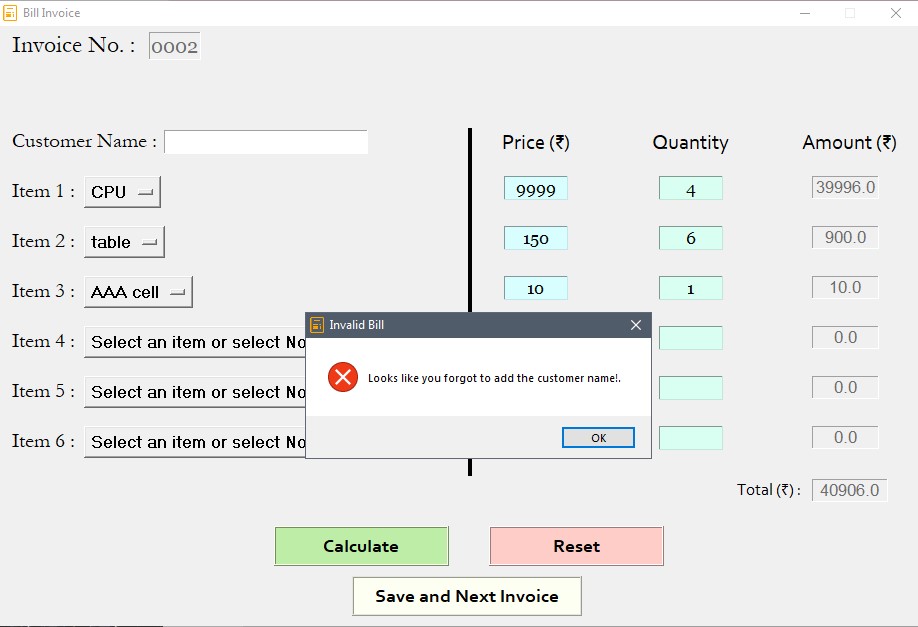 Bill Invoice
Invoice No. : 0002
Customer Name : Price (₹) Quantity Amount (₹)
Item 1 : CPU 9999 4 39996.0
Item 2 : table 150 6 900.0
Item 3 : AAA cell 10 1 10.0
Invalid Bill
Item 4 : Select an item or select No 0.0
Looks like you forgot to add the customer name!.
Item 5 : Select an item or select No 0.0
OK
Item 6 : Select an item or select No 0.0
Total (₹) : 40906.0
Calculate Reset
Save and Next Invoice